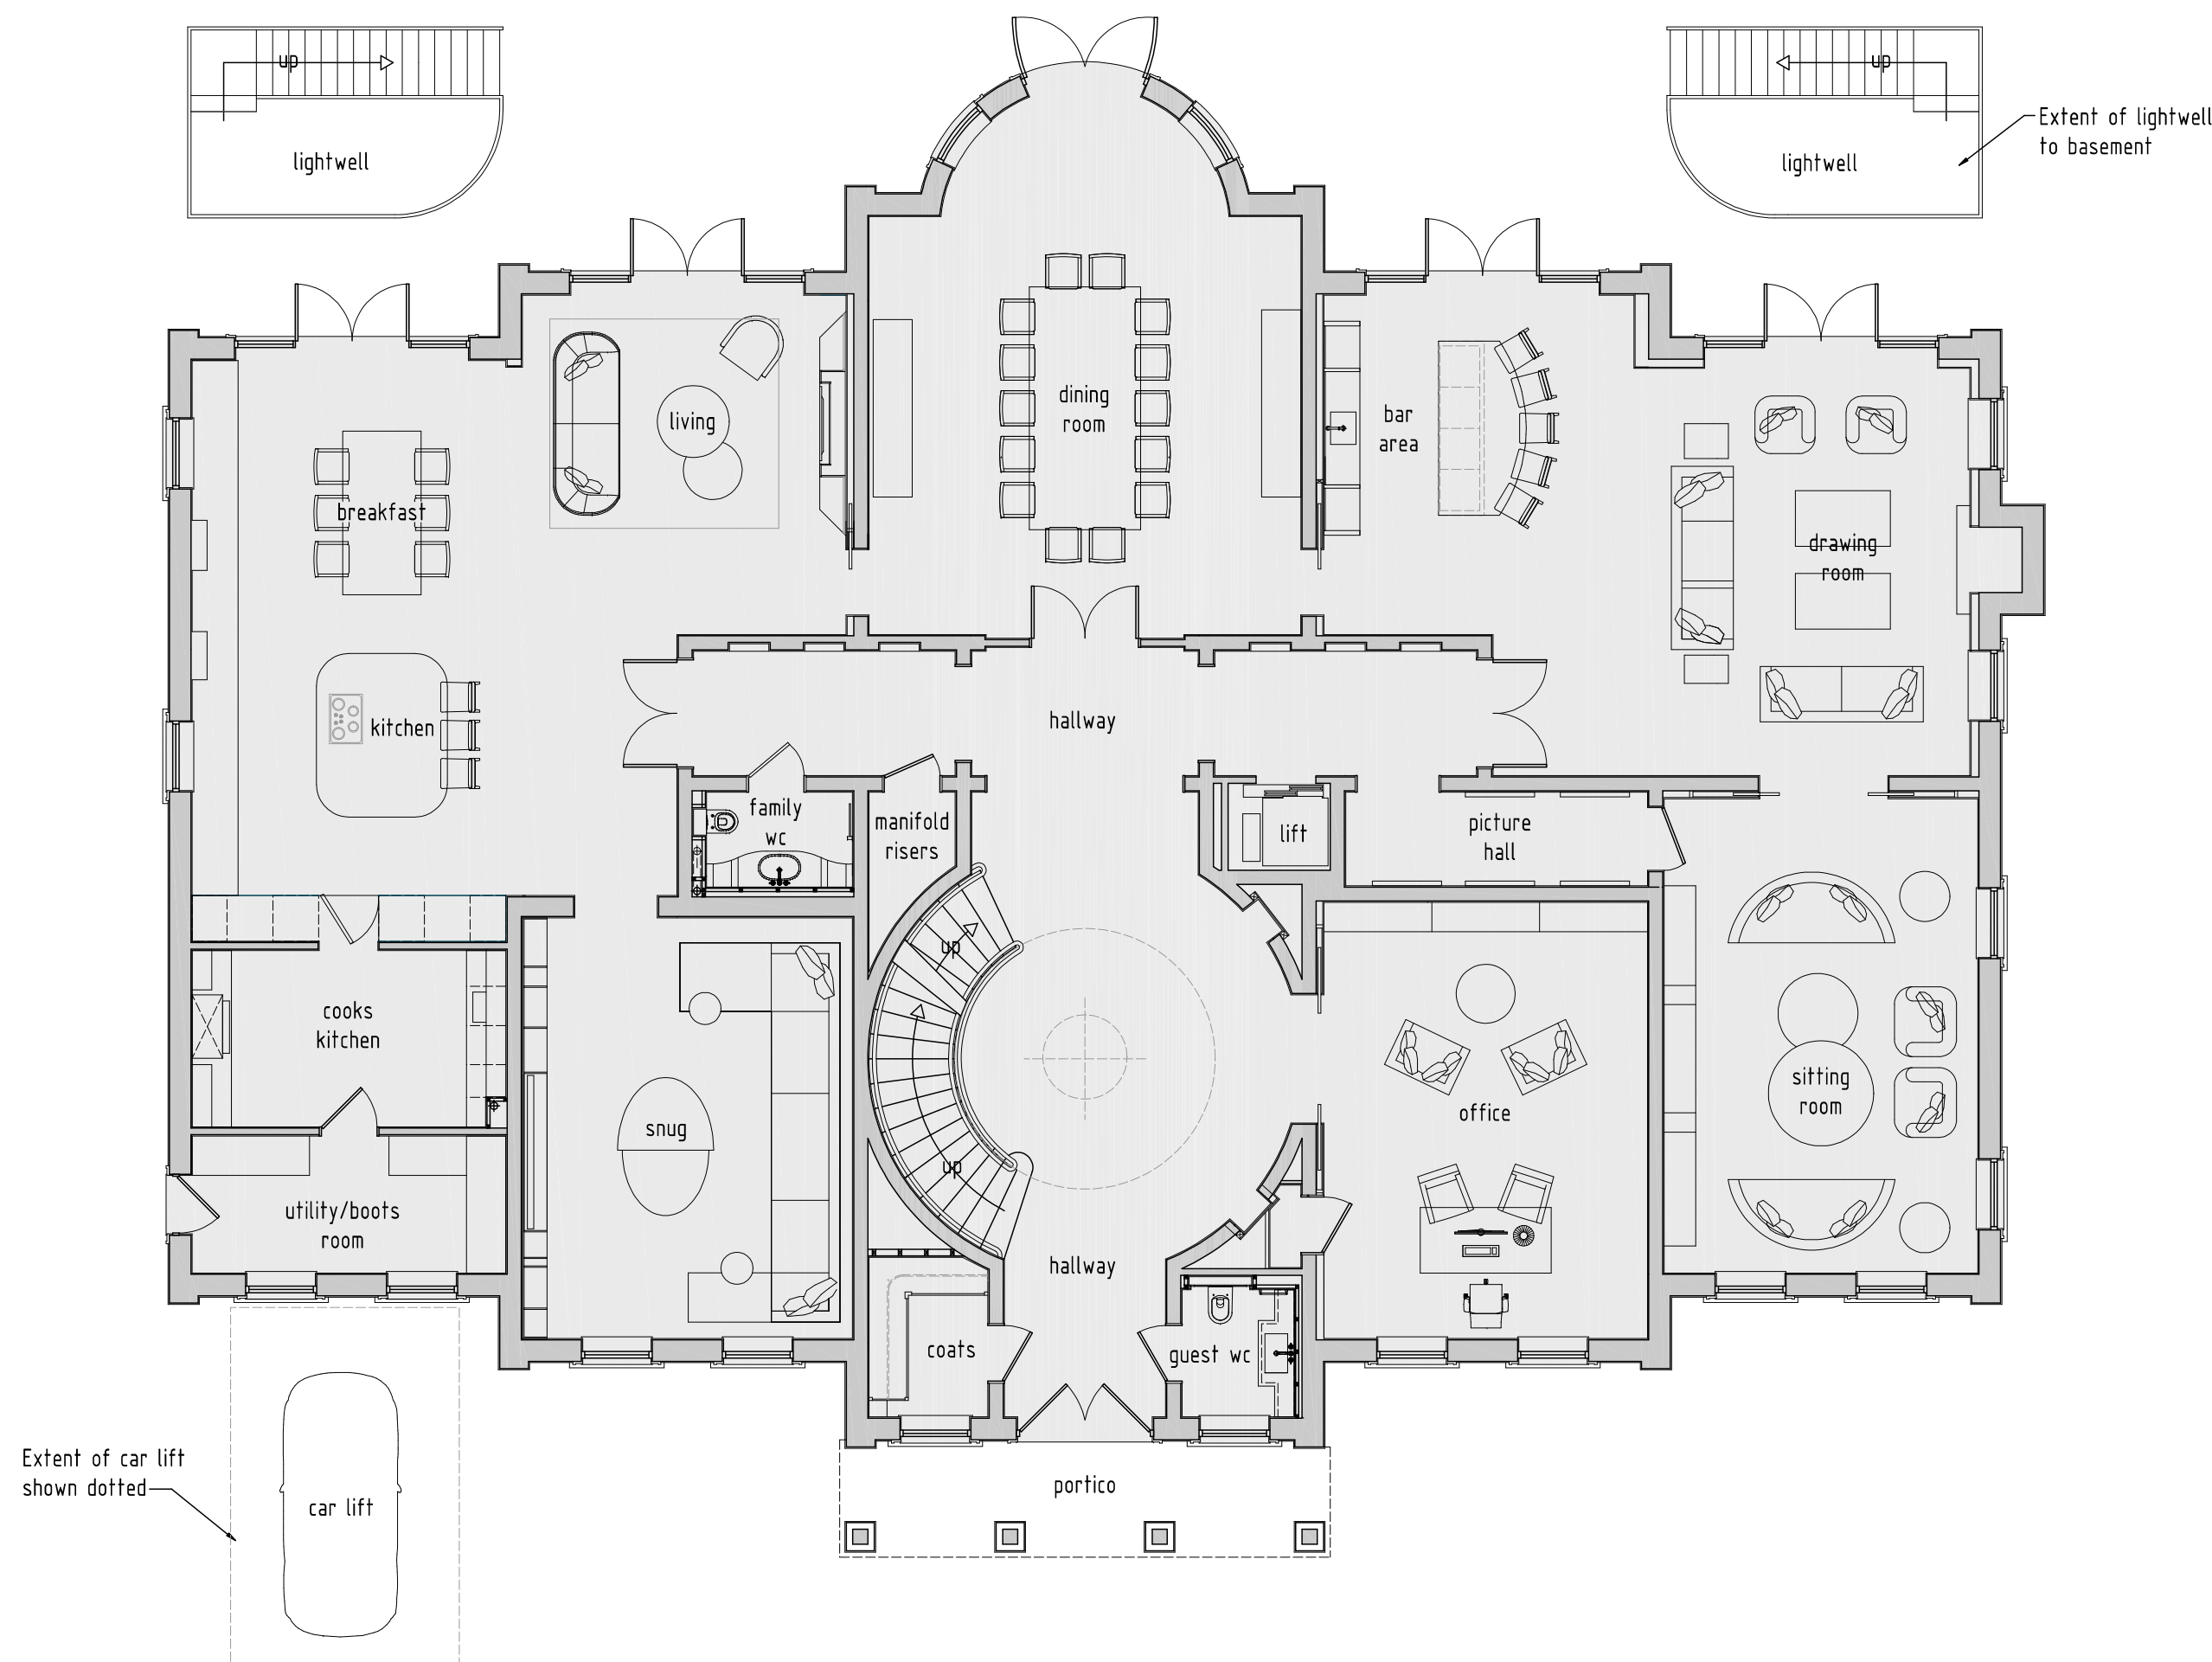 up
up
Extent of lightwell
to basement
lightwell
lightwell
dining
room
living
bar
area
breakfast
drawing
room
kitchen
hallway
family
wc
manifold
risers
lift
picture
hall
up
cooks
kitchen
snug
office
sitting
room
up
utility/boots
room
hallway
coats
guest wc
Extent of car lift
shown dotted
portico
car lift